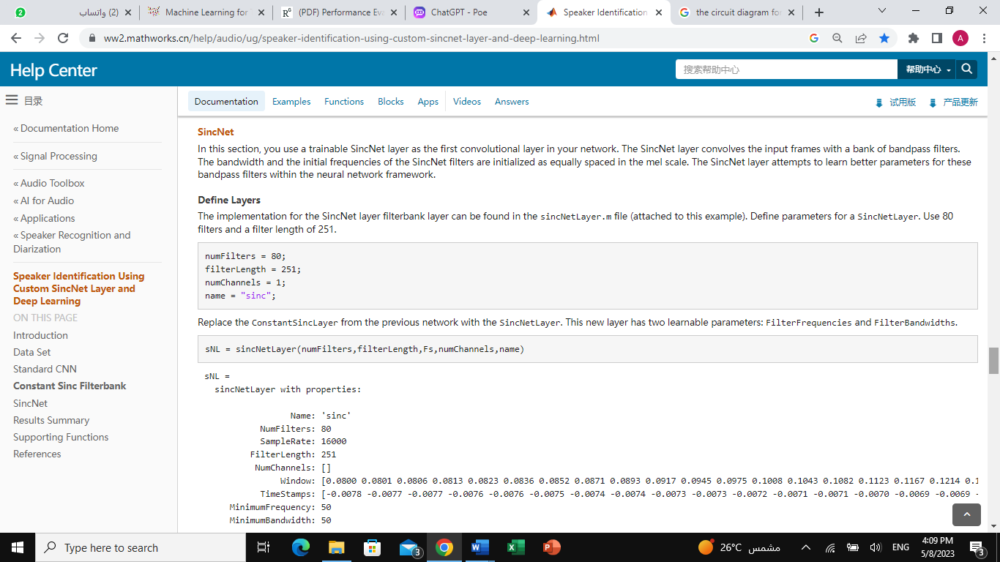 (2) واتساب
Machine Learning for
(PDF) Performance Eva
ChatGPT - Poe
Speaker Identification
the circuit diagram for
ww2.mathworks.cn/help/audio/ug/speaker-identification-using-custom-sincnet-layer-and-deep-learning.html
A
Help Center
搜索帮助中心
帮助中心
目录
Documentation
Examples
Functions
Blocks
Apps
Videos
Answers
试用版
产品更新
« Documentation Home
« Signal Processing
« Audio Toolbox
« AI for Audio
« Applications
« Speaker Recognition and
Diarization
Speaker Identification Using
Custom SincNet Layer and
Deep Learning
ON THIS PAGE
Introduction
Data Set
Standard CNN
Constant Sinc Filterbank
SincNet
Results Summary
Supporting Functions
References
SincNet
In this section, you use a trainable SincNet layer as the first convolutional layer in your network. The SincNet layer convolves the input frames with a bank of bandpass filters.
The bandwidth and the initial frequencies of the SincNet filters are initialized as equally spaced in the mel scale. The SincNet layer attempts to learn better parameters for these
bandpass filters within the neural network framework.
Define Layers
The implementation for the SincNet layer filterbank layer can be found in the sincNetLayer.m file (attached to this example). Define parameters for a SincNetLayer. Use 80
filters and a filter length of 251.
numFilters = 80;
filterLength = 251;
numChannels = 1;
name = "sinc";
Replace the ConstantSincLayer from the previous network with the SincNetLayer. This new layer has two learnable parameters: FilterFrequencies and FilterBandwidths.
sNL = sincNetLayer(numFilters,filterLength,Fs,numChannels,name)
sNL =
sincNetLayer with properties:
Name: 'sinc'
NumFilters: 80
SampleRate: 16000
FilterLength: 251
NumChannels: []
Window: [0.0800 0.0801 0.0806 0.0813 0.0823 0.0836 0.0852 0.0871 0.0893 0.0917 0.0945 0.0975 0.1008 0.1043 0.1082 0.1123 0.1167 0.1214 0.1
TimeStamps: [-0.0078 -0.0077 -0.0077 -0.0076 -0.0076 -0.0075 -0.0074 -0.0074 -0.0073 -0.0073 -0.0072 -0.0071 -0.0071 -0.0070 -0.0069 -0.0069 -
MinimumFrequency: 50
MinimumBandwidth: 50
Type here to search
3
26°C مشمس
ENG
4:09 PM
5/8/2023
3